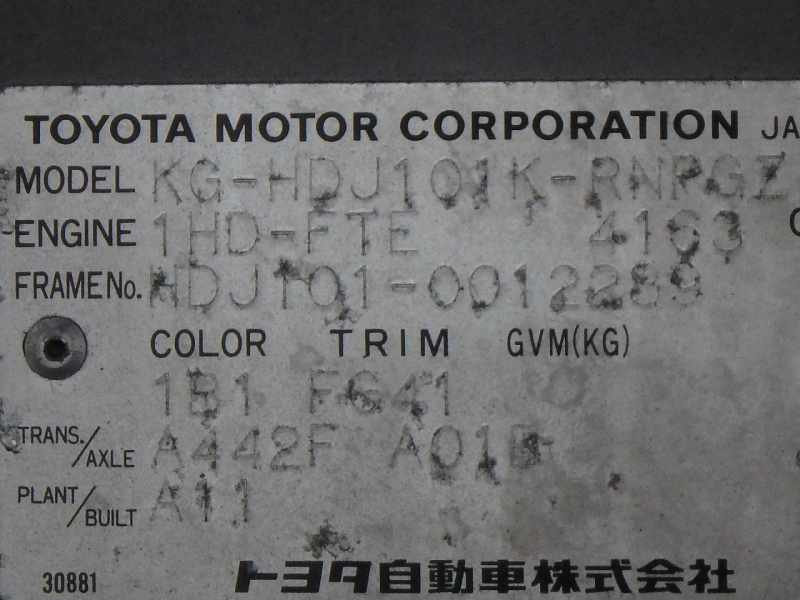 TOYOTA MOTOR CORPORATION JA
MODEL KG-HDJ101K-RNPGZ
ENGINE 1HD-FTE 4163
FRAME No. HDJ101-0012289
COLOR TRIM GVM(KG)
1B1 FG41
TRANS./AXLE A442F A01B
PLANT/BUILT A11
30881 トヨタ自動車株式会社